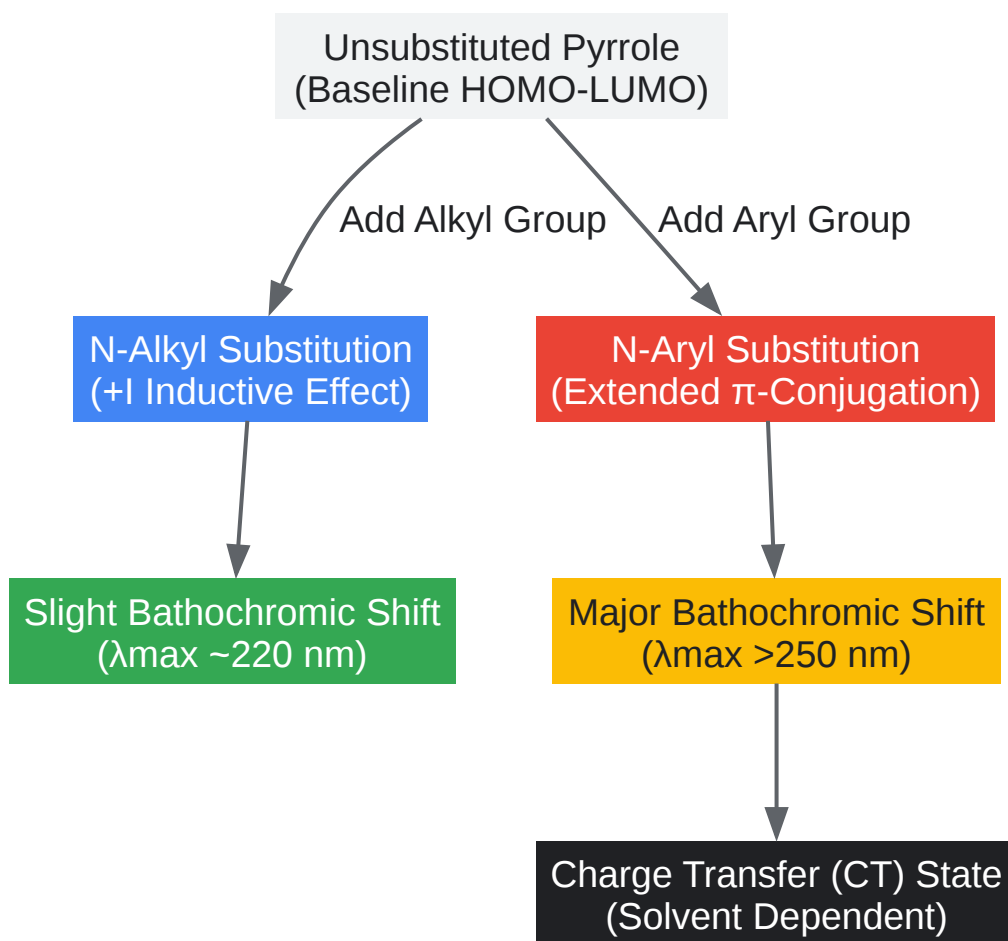 Unsubstituted Pyrrole
(Baseline HOMO-LUMO)
Add Alkyl Group
Add Aryl Group
N-Alkyl Substitution
(+I Inductive Effect)
N-Aryl Substitution
(Extended π-Conjugation)
Slight Bathochromic Shift
(λmax ~220 nm)
Major Bathochromic Shift
(λmax >250 nm)
Charge Transfer (CT) State
(Solvent Dependent)